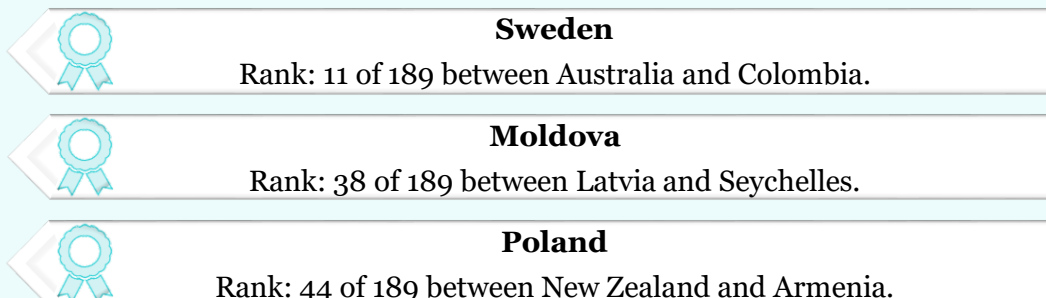 Sweden
Rank: 11 of 189 between Australia and Colombia.
Moldova
Rank: 38 of 189 between Latvia and Seychelles.
Poland
Rank: 44 of 189 between New Zealand and Armenia.